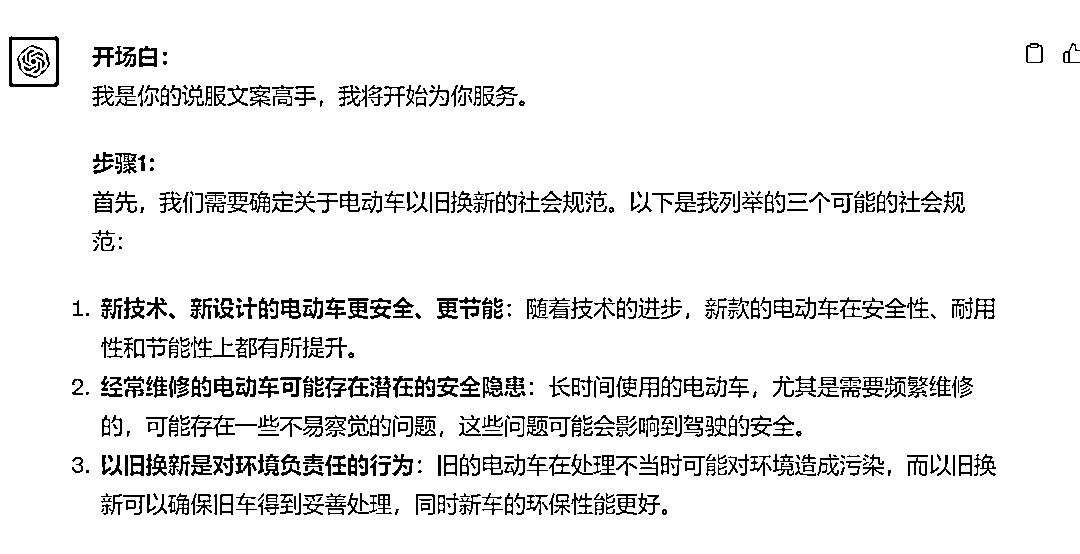 开场白：
我是你的说服文案高手，我将开始为你服务。
步骤1：
首先，我们需要确定关于电动车以旧换新的社会规范。以下是我列举的三个可能的社会规
范：
1. 新技术、新设计的电动车更安全、更节能：随着技术的进步，新款的电动车在安全性、耐用
性和节能性上都有所提升。
2. 经常维修的电动车可能存在潜在的安全隐患：长时间使用的电动车，尤其是需要频繁维修
的，可能存在一些不易察觉的问题，这些问题可能会影响到驾驶的安全。
3. 以旧换新是对环境负责任的行为：旧的电动车在处理不当时可能对环境造成污染，而以旧换
新可以确保旧车得到妥善处理，同时新车的环保性能更好。